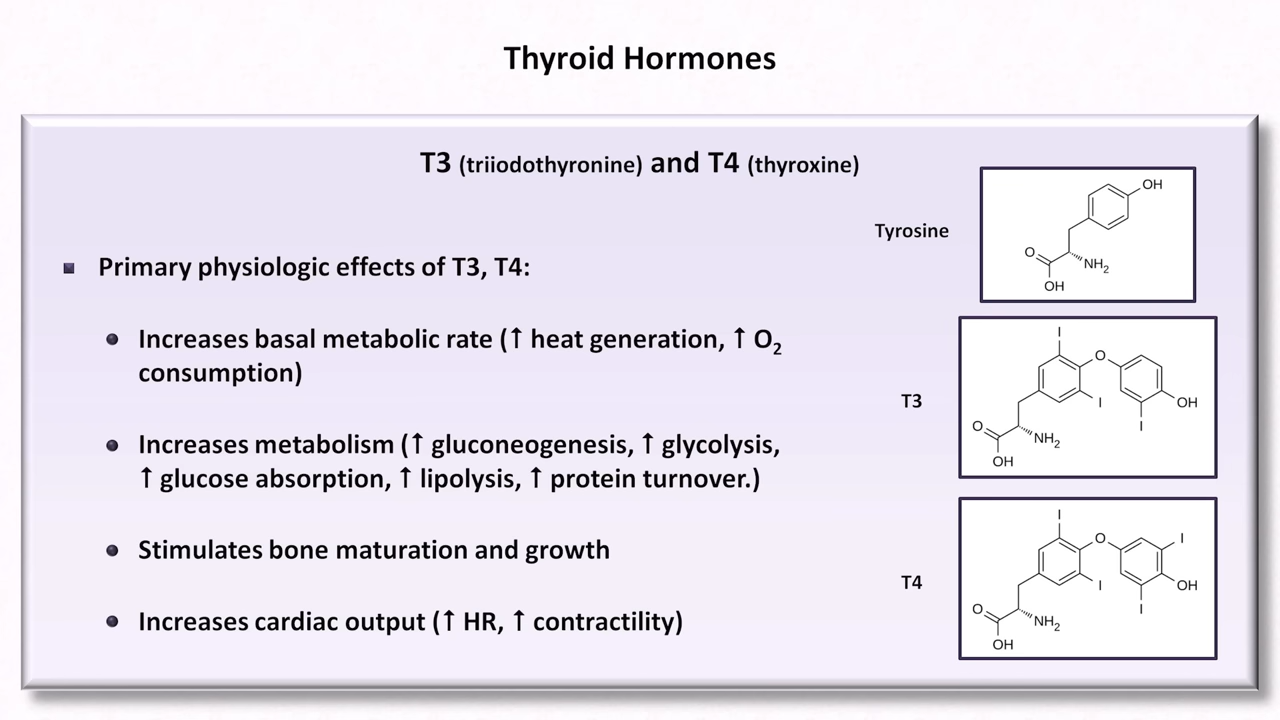 Thyroid Hormones
T3 (triiodothyronine) and T4 (thyroxine)
Primary physiologic effects of T3, T4:
Increases basal metabolic rate (↑ heat generation, ↑ O₂
consumption)
Increases metabolism (↑ gluconeogenesis, ↑ glycolysis,
↑ glucose absorption, ↑ lipolysis, ↑ protein turnover.)
Stimulates bone maturation and growth
Increases cardiac output (↑ HR, ↑ contractility)
Tyrosine
OH
O
NH₂
OH
T3
I
O
I
OH
I
O
NH₂
OH
T4
I
O
I
I
OH
I
O
NH₂
OH